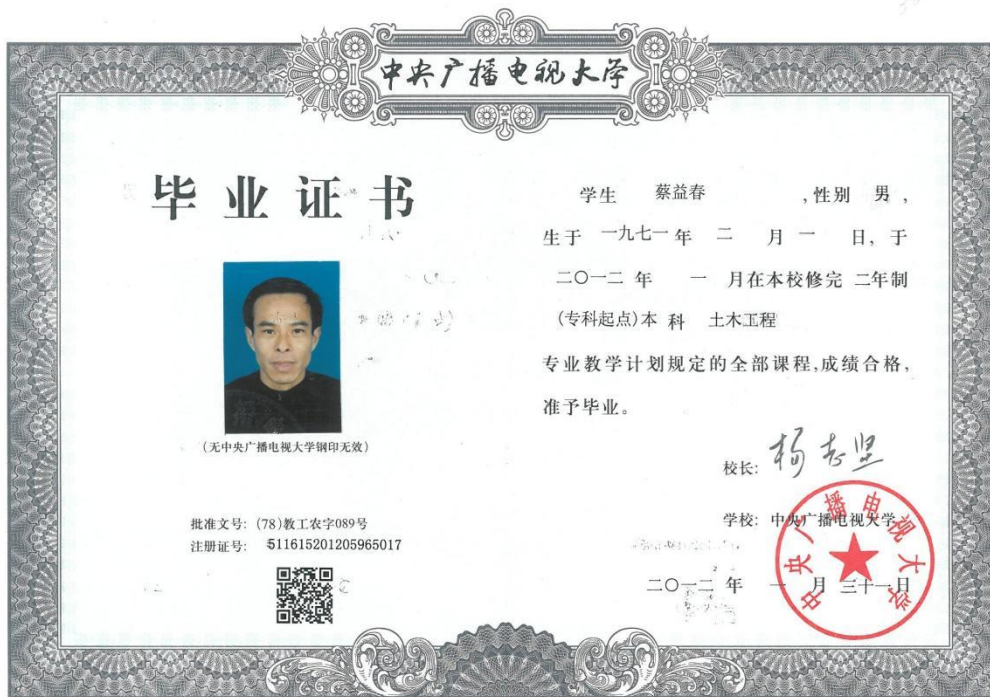 中央广播电视大学
毕业证书
(无中央广播电视大学钢印无效)
批准文号: (78)教工农字089号
注册证号: 511615201205965017
学生 蔡益春 ,性别 男,
生于 一九七一 年 二 月 一 日, 于
二〇一二 年 一 月在本校修完 二年制
(专科起点)本 科 土木工程
专业教学计划规定的全部课程,成绩合格,
准予毕业。
校长: 杨志坚
学校: 中央广播电视大学
中央广播电视大学
二〇一二 年 一 月 三十一日